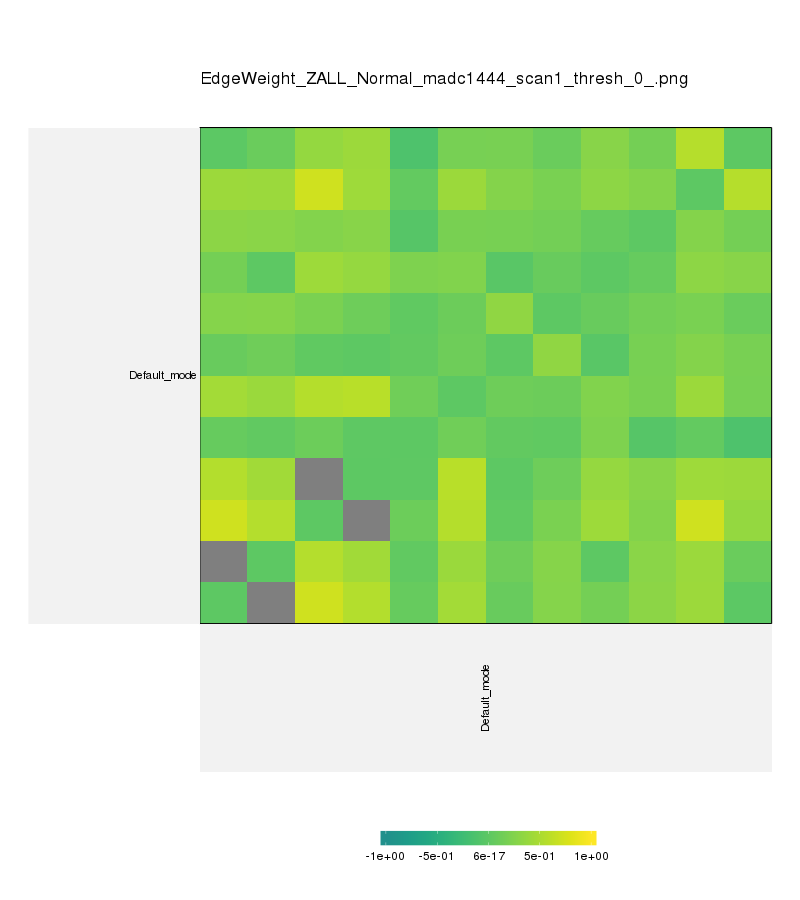 EdgeWeight_ZALL_Normal_madc1444_scan1_thresh_0_.png
Default_mode
Default_mode
-1e+00 -5e-01 6e-17 5e-01 1e+00